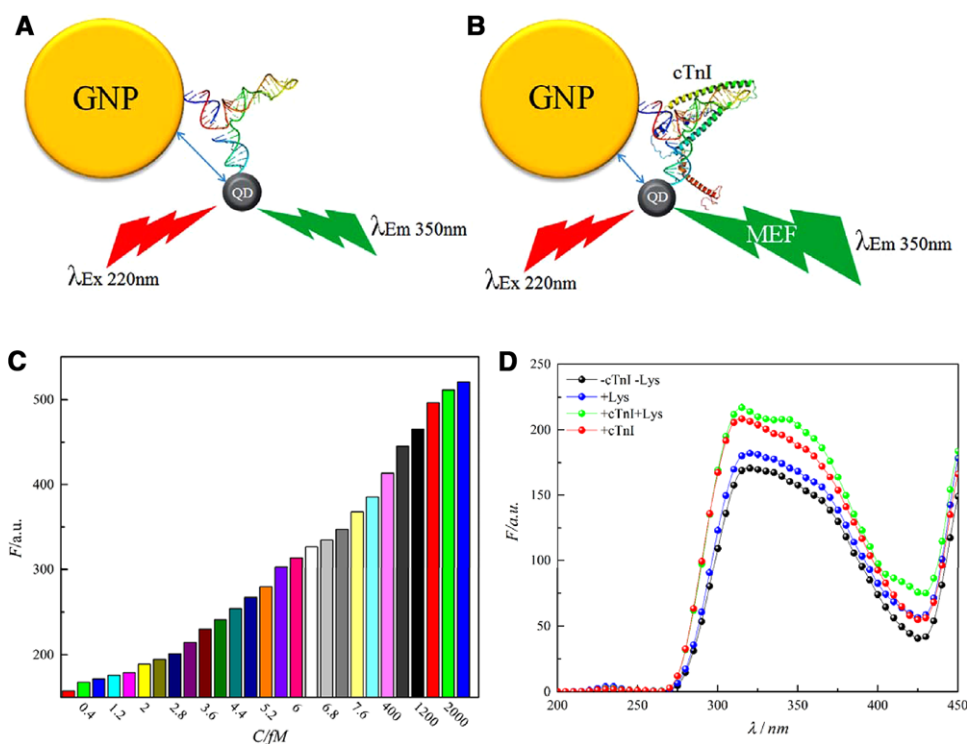 A
GNP
QD
λEx 220nm
λEm 350nm
B
cTnI
GNP
QD
MEF
λEx 220nm
λEm 350nm
C
F/a.u.
500
400
300
200
0.4
1.2
2
2.8
3.6
4.4
5.2
6
6.8
7.6
400
1200
2000
C/fM
D
-cTnI -Lys
+Lys
+cTnI+Lys
+cTnI
F/a.u.
250
200
150
100
50
0
200
250
300
350
400
450
λ / nm